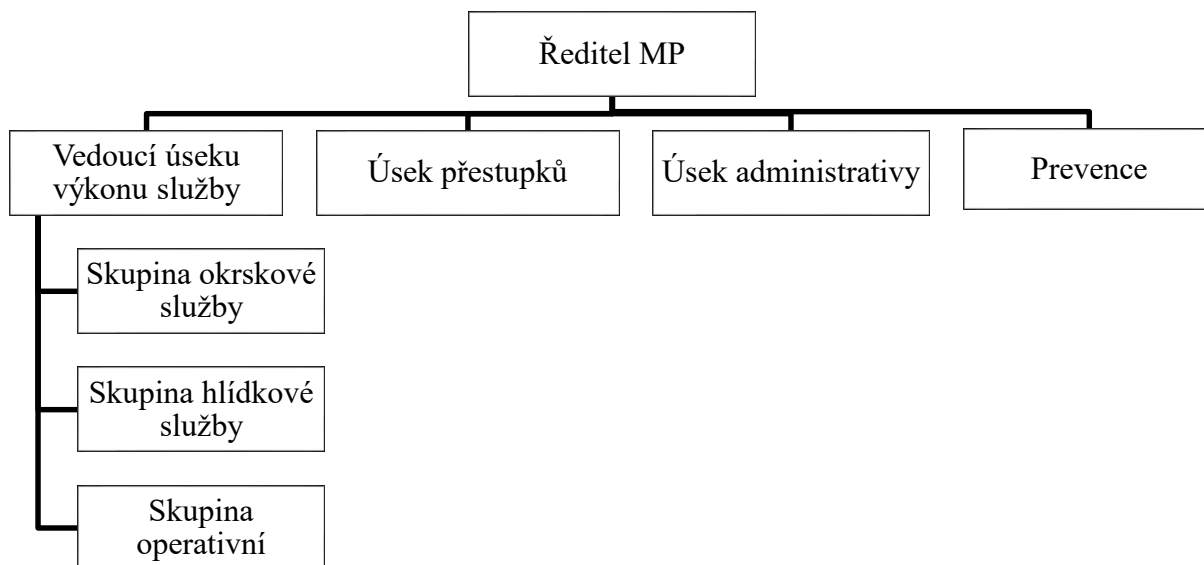 Ředitel MP
Vedoucí úseku
výkonu služby
Úsek přestupků
Úsek administrativy
Prevence
Skupina okrskové
služby
Skupina hlídkové
služby
Skupina
operativní